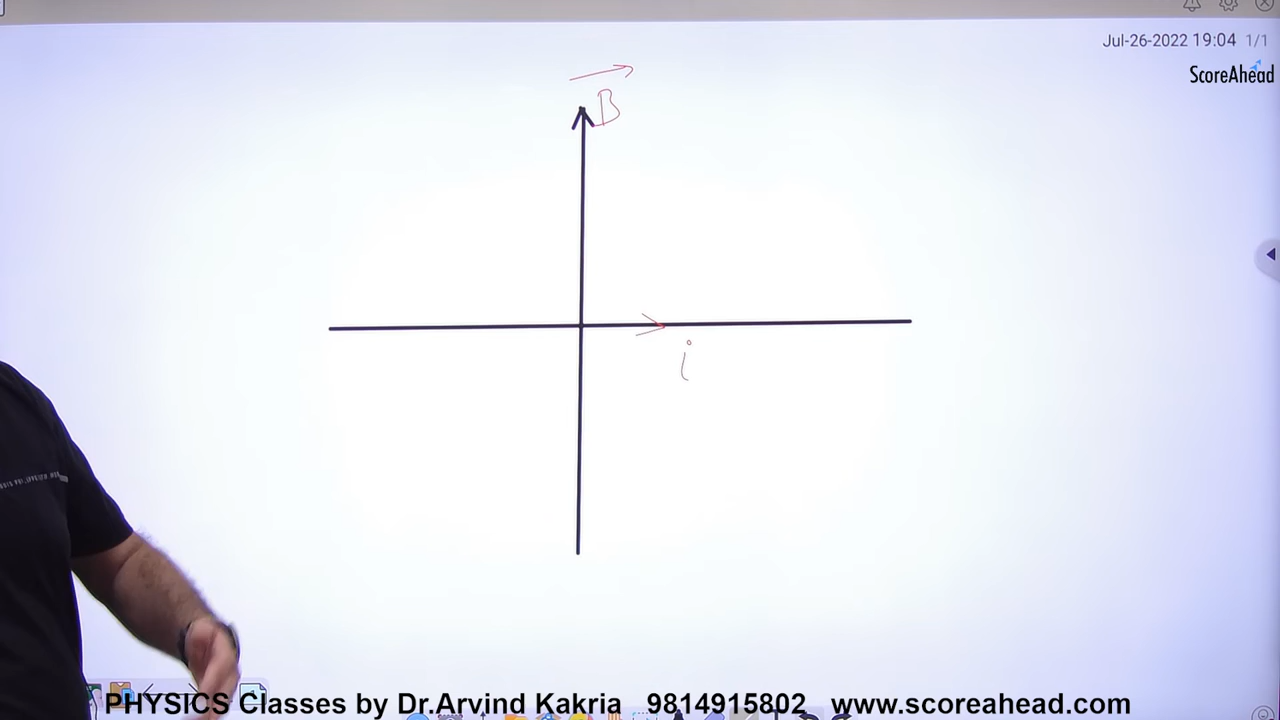 Jul-26-2022 19:04 1/1
ScoreAhead
B
i
PHYSICS Classes by Dr.Arvind Kakria 9814915802 www.scoreahead.com